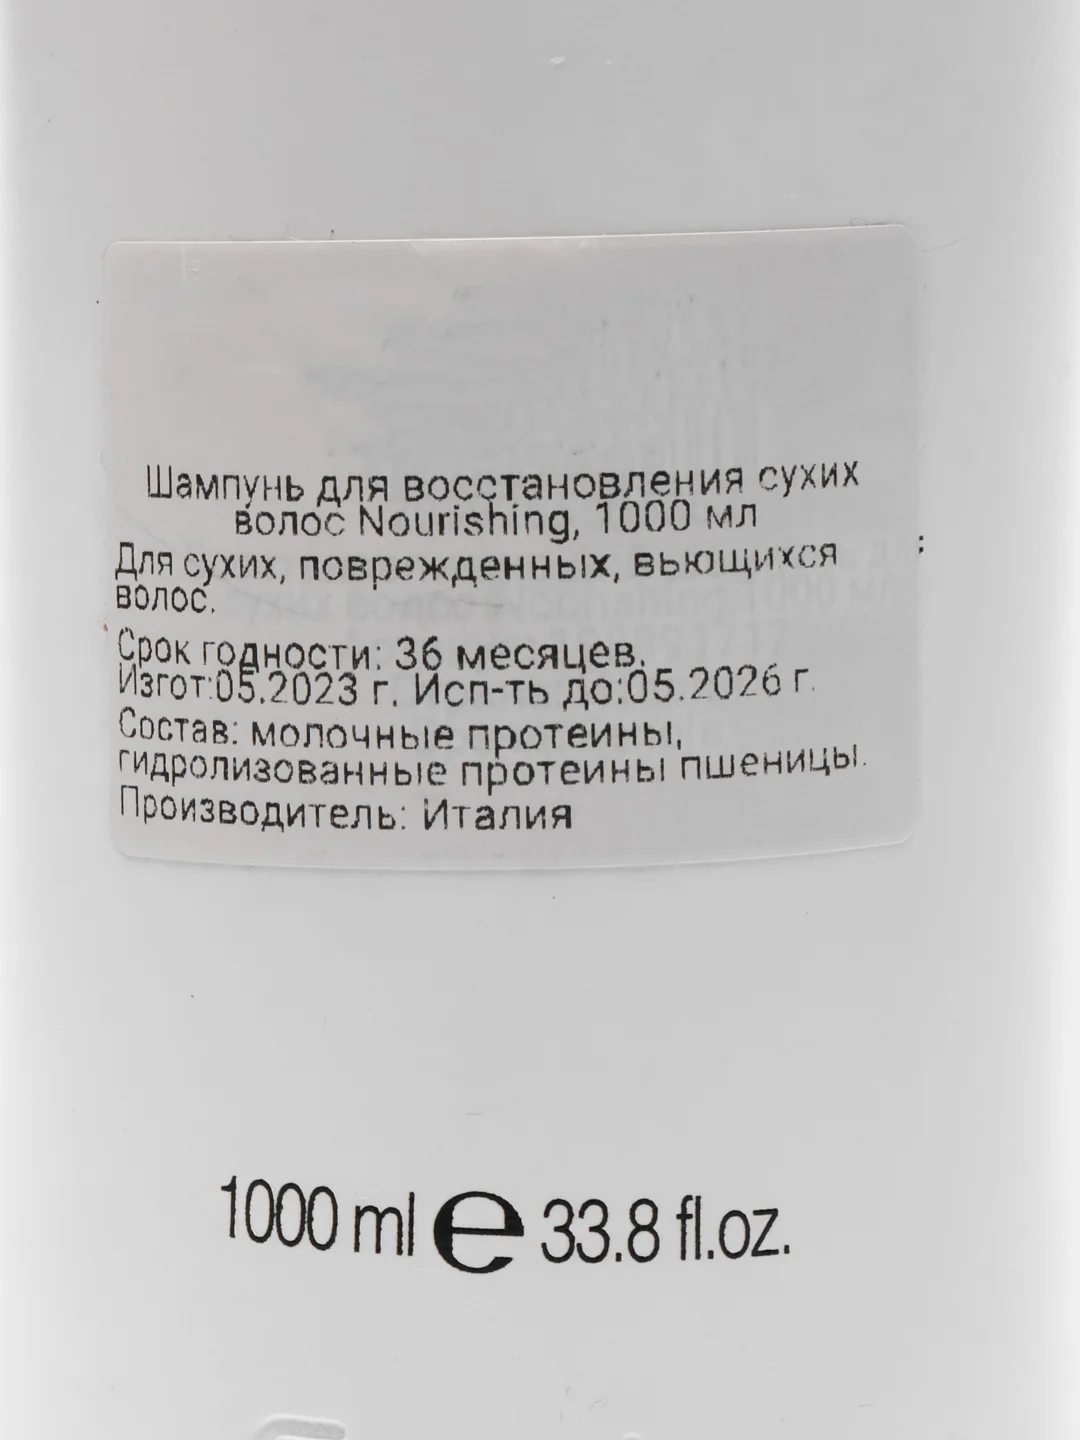 Шампунь для восстановления сухих
волос Nourishing, 1000 мл
Для сухих, поврежденных, вьющихся
волос.
Срок годности: 36 месяцев.
Изгот:05.2023 г. Исп-ть до:05.2026 г.
Состав: молочные протеины,
гидролизованные протеины пшеницы.
Производитель: Италия
1000 ml e 33.8 fl.oz.